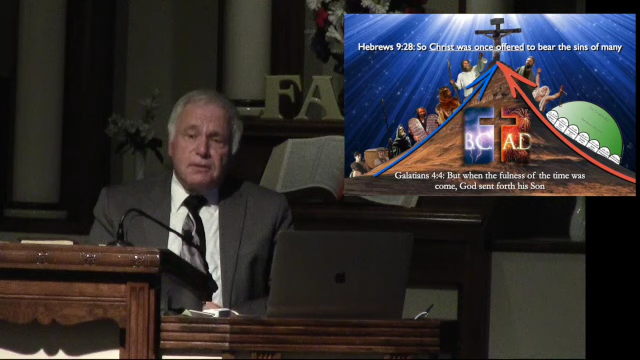 Hebrews 9:28: So Christ was once offered to bear the sins of many
BC AD
Galatians 4:4: But when the fulness of the time was
come, God sent forth his Son
FA